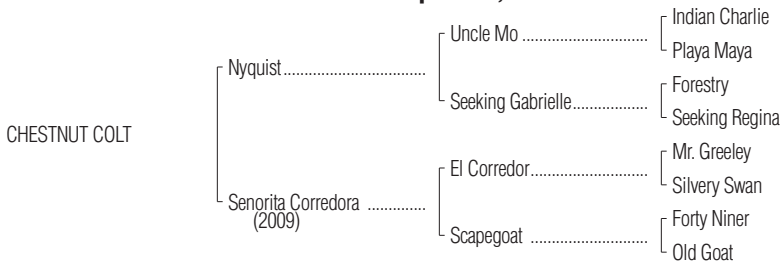 Indian Charlie
Uncle Mo ..............................
Playa Maya
Nyquist..................................
Forestry
Seeking Gabrielle..................
Seeking Regina
CHESTNUT COLT
Mr. Greeley
El Corredor............................
Silvery Swan
Senorita Corredora ..............
(2009)
Forty Niner
Scapegoat ............................
Old Goat